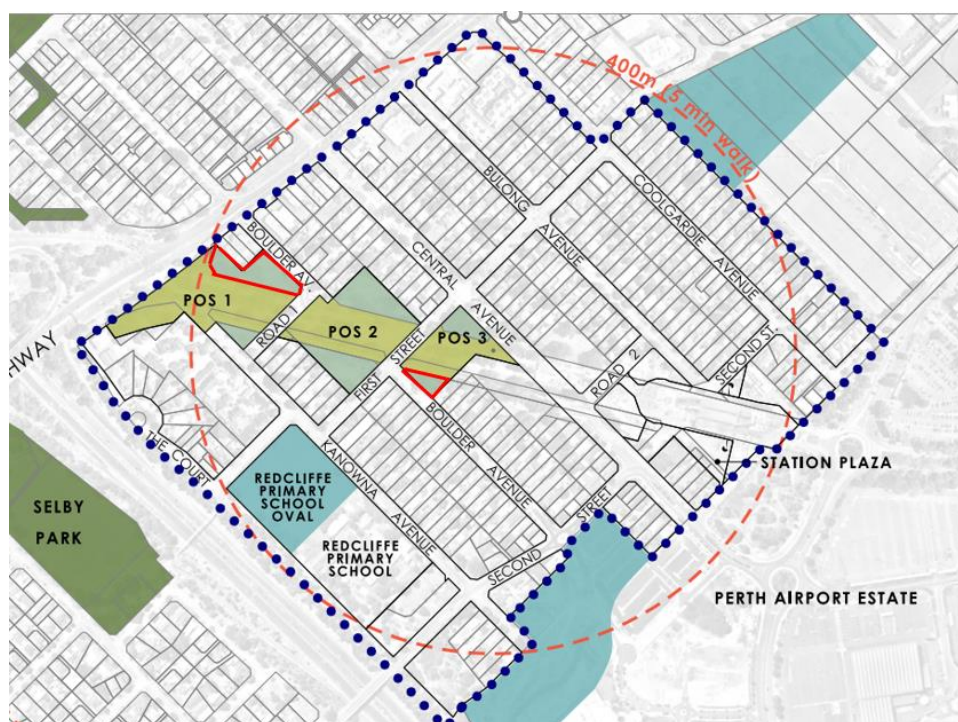 400m (5 min walk)
BULONG
AVENUE
COOLGARDIE
AVENUE
BOULDER AV.
CENTRAL
AVENUE
POS 1
ROAD 1
POS 2
FIRST
STREET
POS 3
ROAD 2
SECOND ST.
HWAY
THE COURT
BOULDER
AVENUE
STATION PLAZA
KANOWNA
AVENUE
REDCLIFFE
PRIMARY
SCHOOL
OVAL
REDCLIFFE
PRIMARY
SCHOOL
SECOND
STREET
SELBY
PARK
PERTH AIRPORT ESTATE